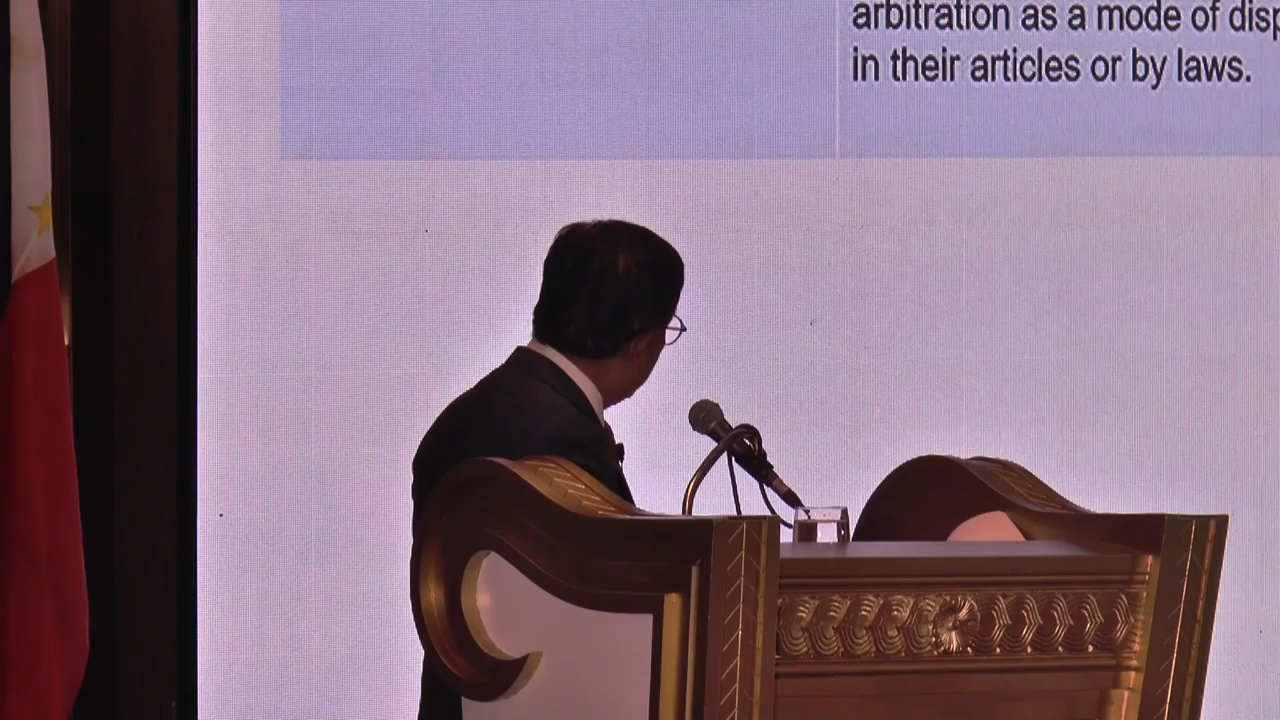 arbitration as a mode of
in their articles or by laws.